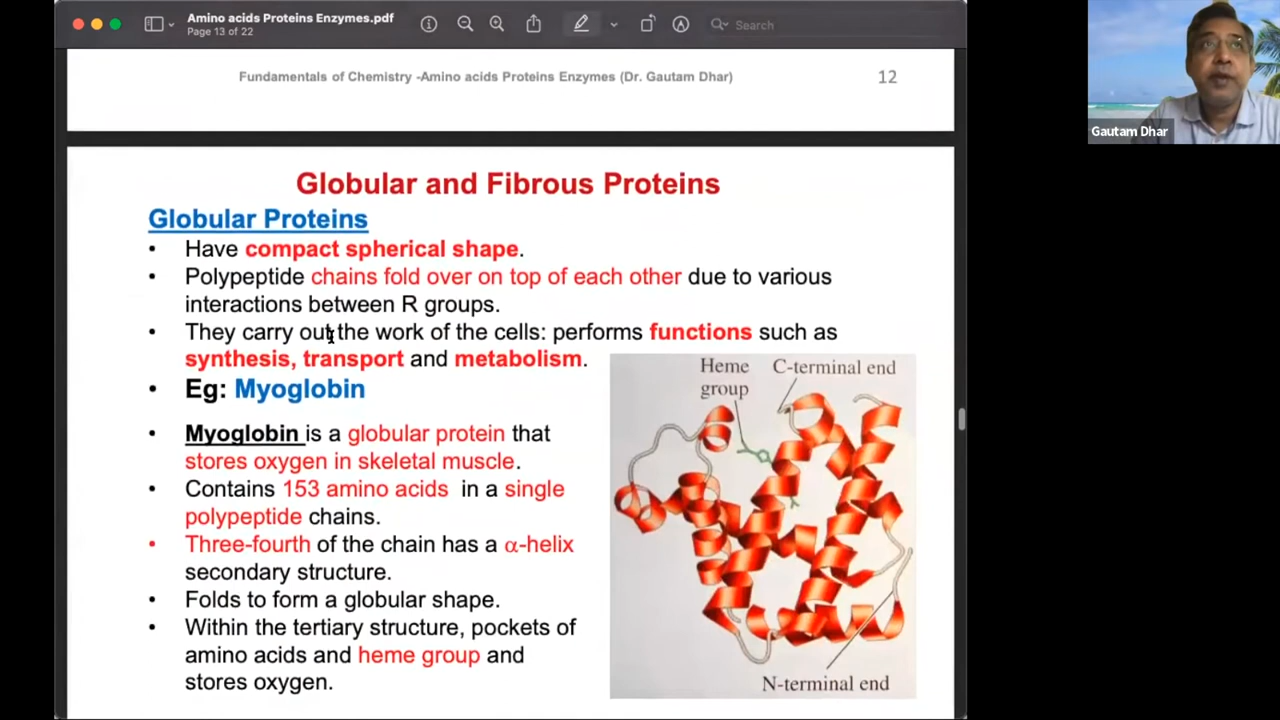 Amino acids Proteins Enzymes.pdf
Page 13 of 22
Search
Fundamentals of Chemistry -Amino acids Proteins Enzymes (Dr. Gautam Dhar)
12
Gautam Dhar
Globular and Fibrous Proteins
Globular Proteins
• Have compact spherical shape.
• Polypeptide chains fold over on top of each other due to various
interactions between R groups.
• They carry out the work of the cells: performs functions such as
synthesis, transport and metabolism.
• Eg: Myoglobin
• Myoglobin is a globular protein that
stores oxygen in skeletal muscle.
• Contains 153 amino acids in a single
polypeptide chains.
• Three-fourth of the chain has a α-helix
secondary structure.
• Folds to form a globular shape.
• Within the tertiary structure, pockets of
amino acids and heme group and
stores oxygen.
Heme
group
C-terminal end
N-terminal end